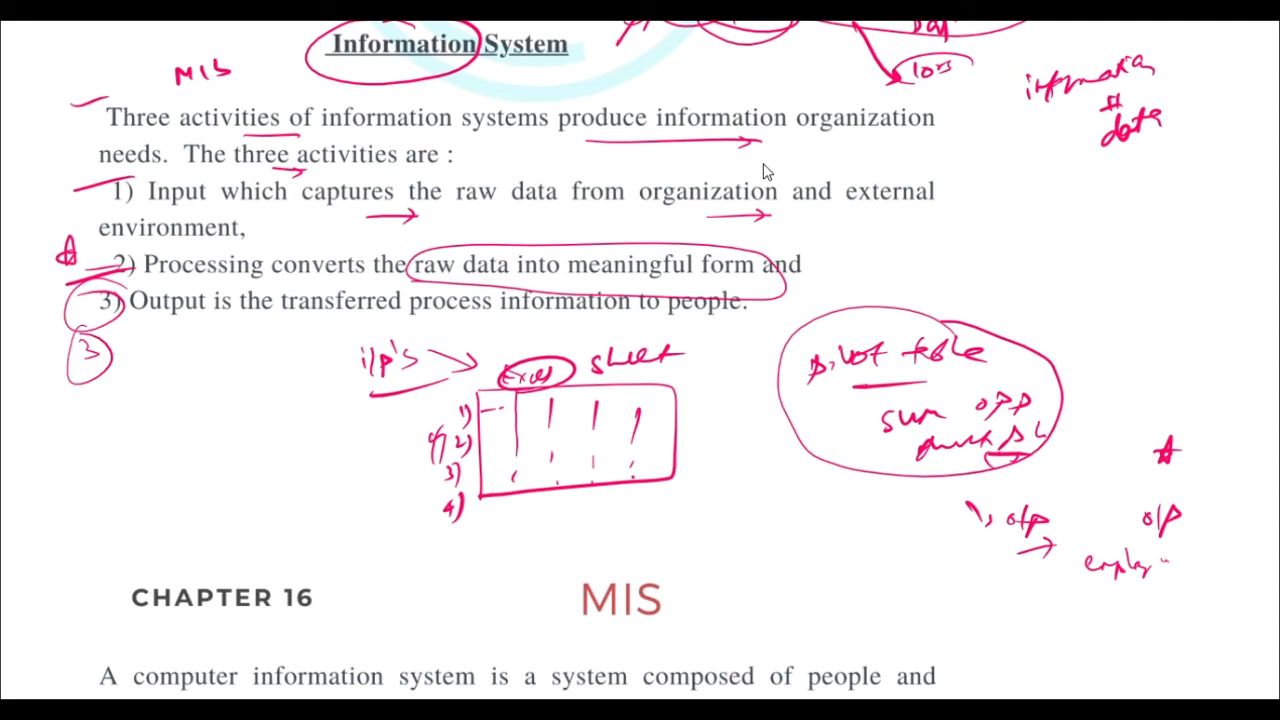 Information System
MIS
loss
information
≠
data
Three activities of information systems produce information organization
needs. The three activities are :
1) Input which captures the raw data from organization and external
environment,
2) Processing converts the raw data into meaningful form and
3) Output is the transferred process information to people.
3
i/p's
Excel sheet
1)
2)
3)
4)
pivot table
sum opp
o/p
o/p
CHAPTER 16
MIS
A computer information system is a system composed of people and